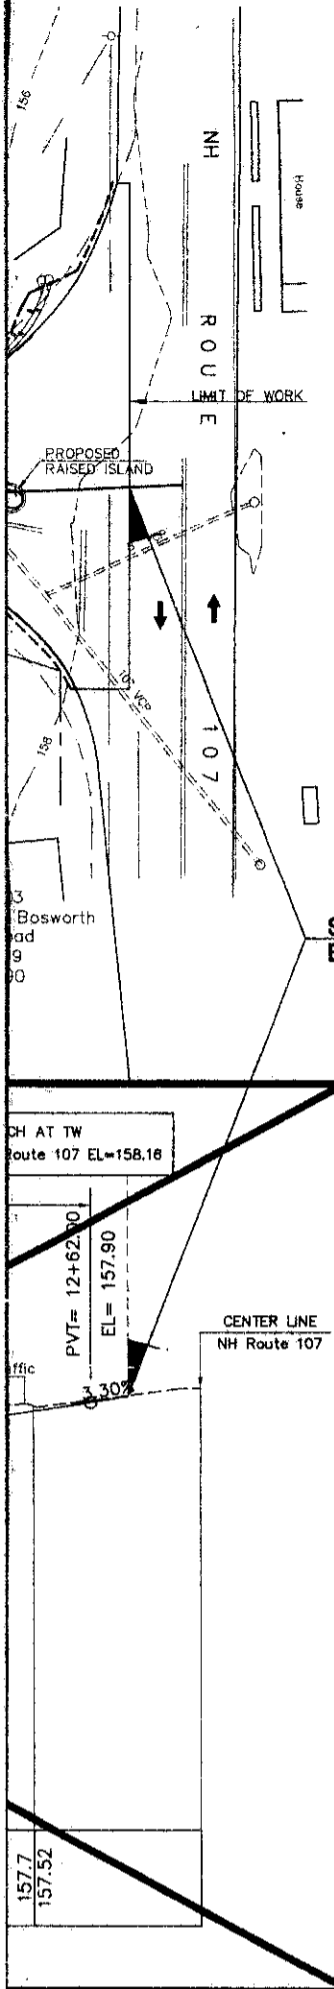 156
NH
House
ROUTE
LIMIT OF WORK
PROPOSED
RAISED ISLAND
10" VCP
107
158
Bosworth
CH AT TW
Route 107 EL=158.16
PVT= 12+62.00
EL= 157.90
CENTER LINE
NH Route 107
affic
3.30%
157.7
157.52